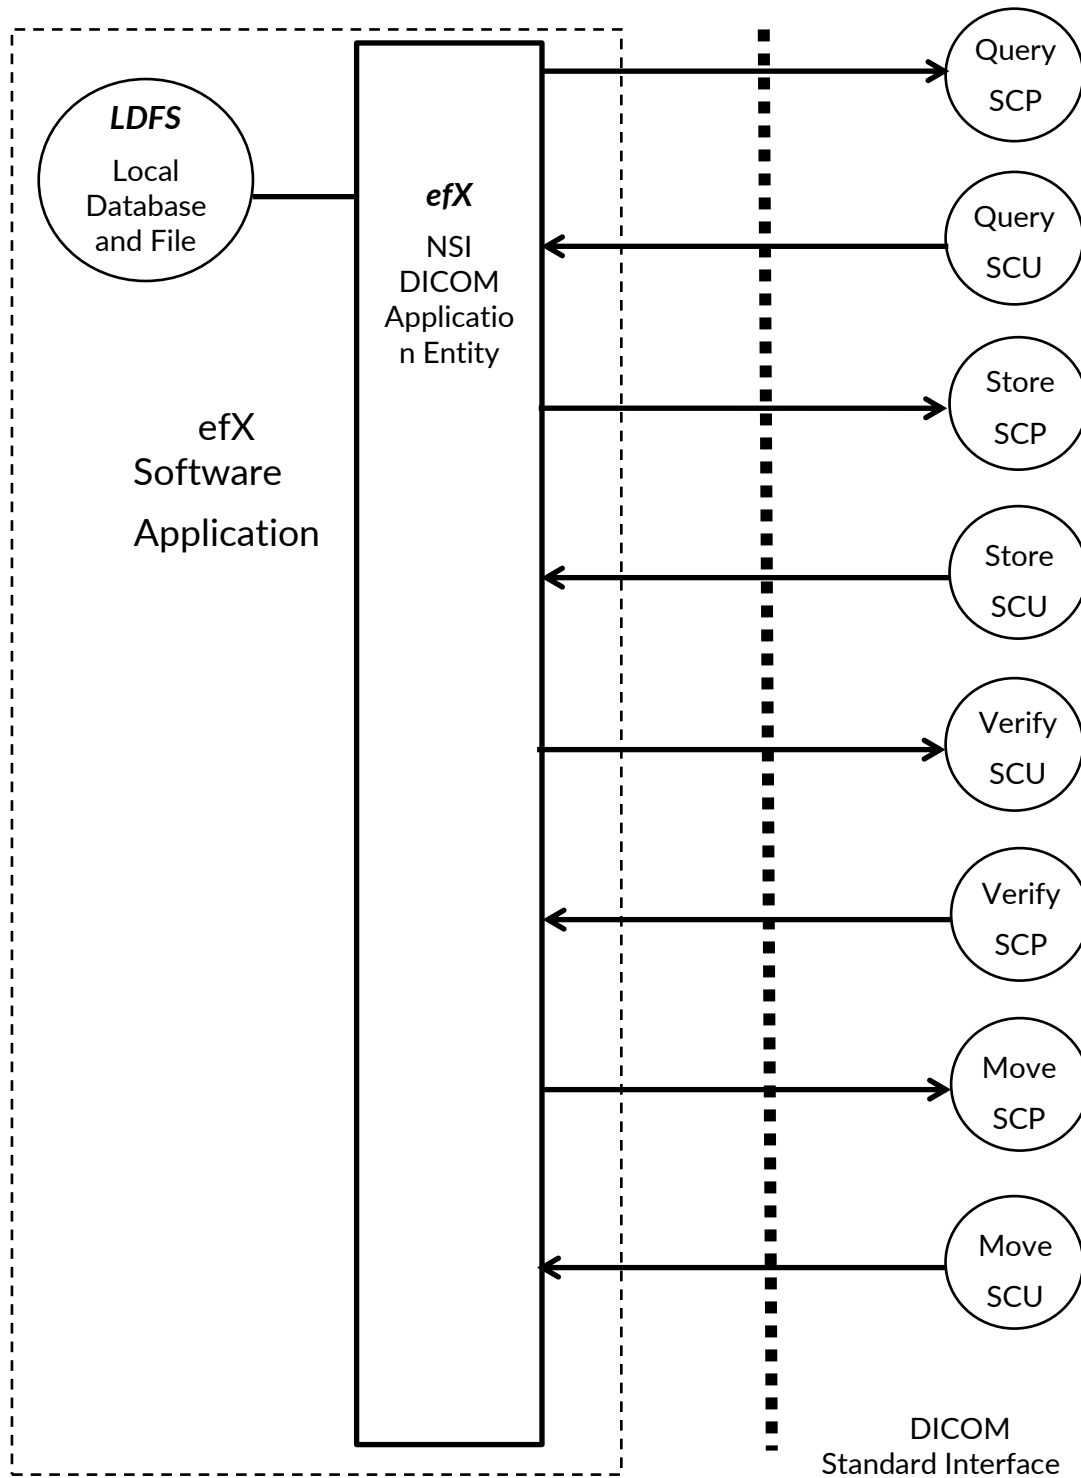 LDFS
Local
Database
and File
efX
Software
Application
efX
NSI
DICOM
Applicatio
n Entity
Query
SCP
Query
SCU
Store
SCP
Store
SCU
Verify
SCU
Verify
SCP
Move
SCP
Move
SCU
DICOM
Standard Interface